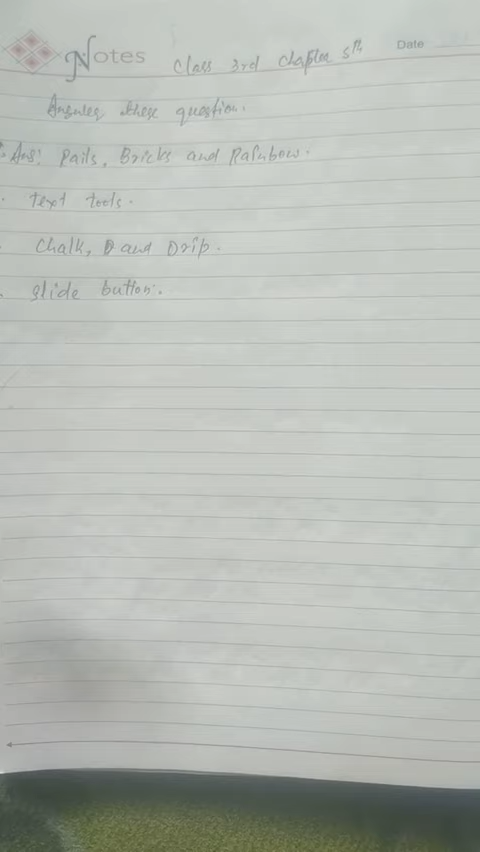 Notes Class 3rd Chapter 5th Date
Answer these question.
Ans: Rails, Bricks and Rainbow.
Text tools.
Chalk, and Drip.
Slide button.